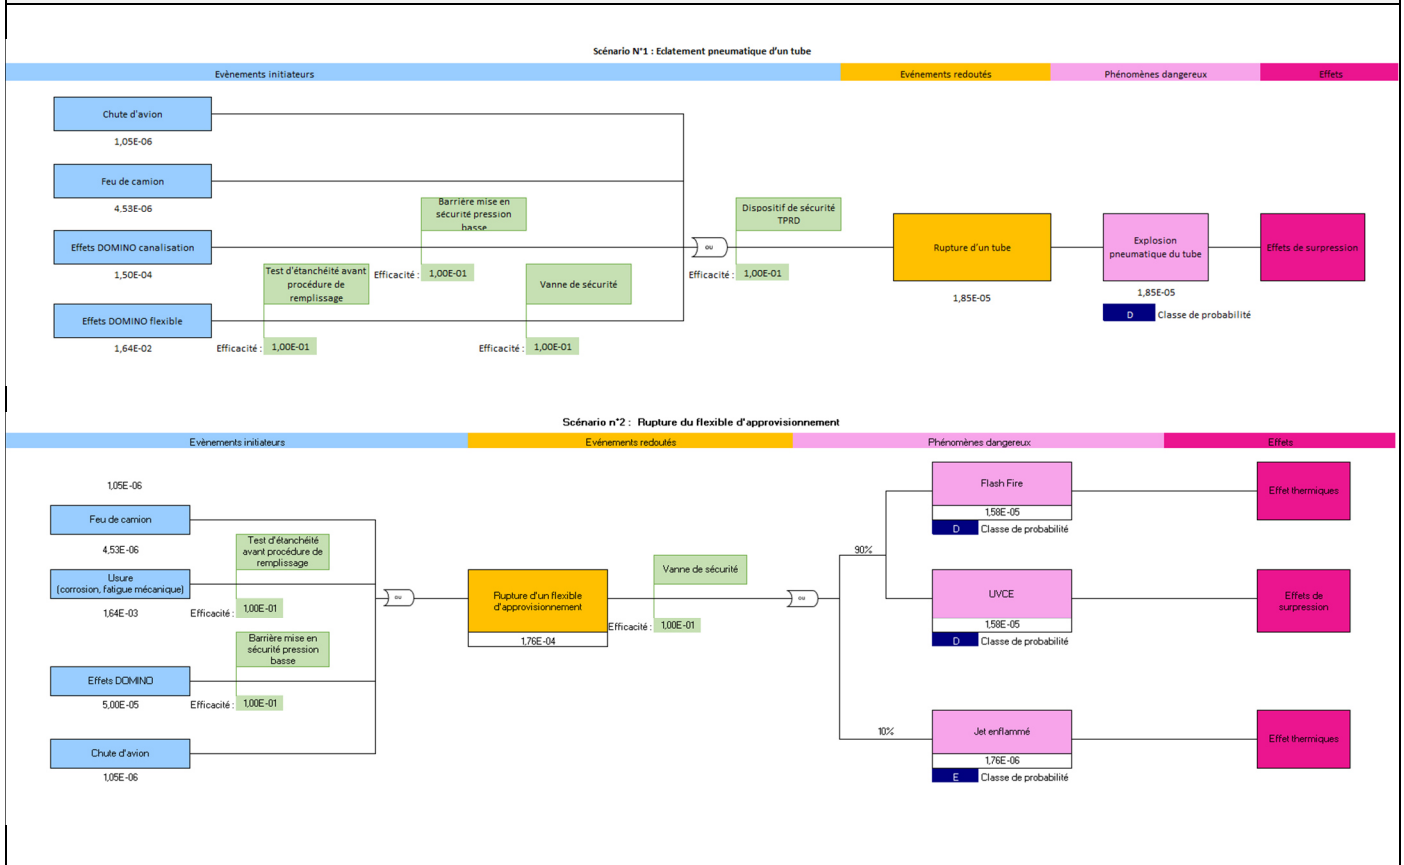 Scénario N°1 : Eclatement pneumatique d'un tube
Evènements initiateurs
Evénements redoutés
Phénomènes dangereux
Effets
Chute d'avion
1,05E-06
Feu de camion
4,53E-06
Barrière mise en
sécurité pression
basse
Dispositif de sécurité
TPRD
Effets DOMINO canalisation
ou
Rupture d'un tube
Explosion
pneumatique du tube
Effets de surpression
1,50E-04
Efficacité :
1,00E-01
Efficacité :
1,00E-01
Test d'étanchéité avant
procédure de
remplissage
Vanne de sécurité
1,85E-05
1,85E-05
D
Classe de probabilité
Effets DOMINO flexible
1,64E-02
Efficacité :
1,00E-01
Efficacité :
1,00E-01
Scénario n°2 : Rupture du flexible d'approvisionnement
Evènements initiateurs
Evénements redoutés
Phénomènes dangereux
Effets
1,05E-06
Feu de camion
4,53E-06
Test d'étanchéité
avant procédure de
remplissage
Usure
(corrosion, fatigue mécanique)
1,64E-03
Efficacité :
1,00E-01
Barrière mise en
sécurité pression
basse
Effets DOMINO
5,00E-05
Efficacité :
1,00E-01
Chute d'avion
1,05E-06
ou
Rupture d'un flexible
d'approvisionnement
1,76E-04
Vanne de sécurité
Efficacité :
1,00E-01
ou
90%
10%
Flash Fire
1,58E-05
D
Classe de probabilité
Effet thermiques
UVCE
1,58E-05
D
Classe de probabilité
Effets de
surpression
Jet enflammé
1,76E-06
E
Classe de probabilité
Effet thermiques